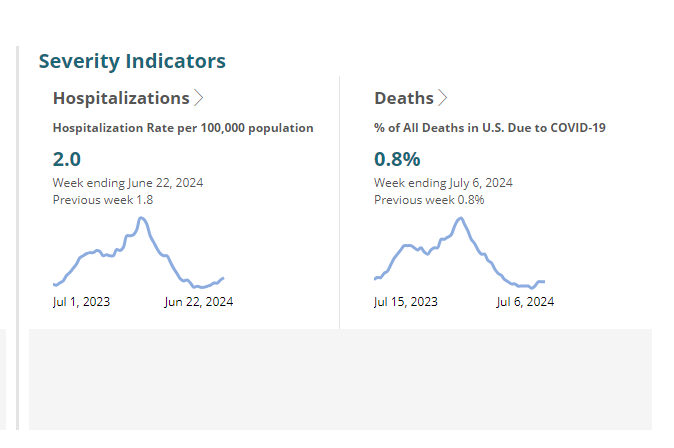 Severity Indicators
Hospitalizations
Hospitalization Rate per 100,000 population
2.0
Week ending June 22, 2024
Previous week 1.8
Jul 1, 2023
Jun 22, 2024
Deaths
% of All Deaths in U.S. Due to COVID-19
0.8%
Week ending July 6, 2024
Previous week 0.8%
Jul 15, 2023
Jul 6, 2024